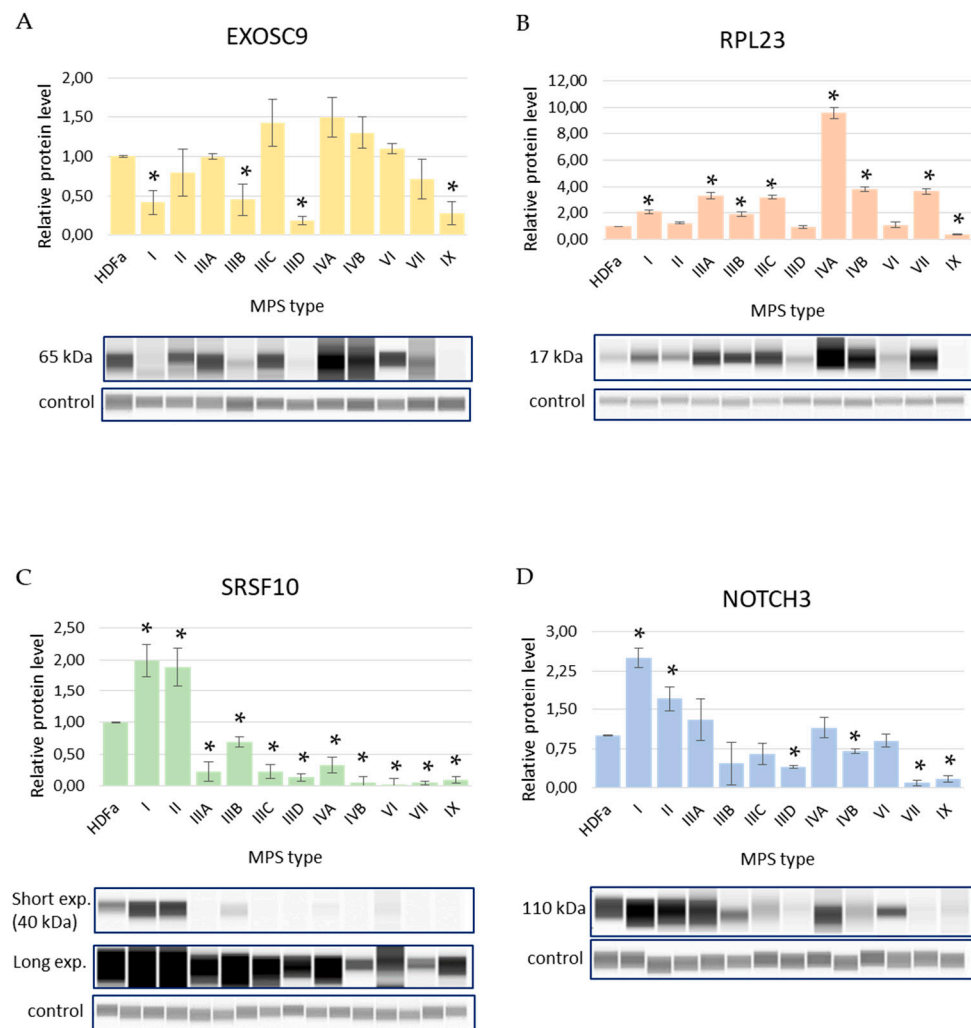 A
EXOSC9
Relative protein level
2,00
1,50
1,00
0,50
0,00
* * * *
HDFa I II IIIA IIIB IIIC IIID IVA IVB VI VII IX
MPS type
65 kDa
control
B
RPL23
Relative protein level
12,00
10,00
8,00
6,00
4,00
2,00
0,00
* * * * * * * *
HDFa I II IIIA IIIB IIIC IIID IVA IVB VI VII IX
MPS type
17 kDa
control
C
SRSF10
Relative protein level
2,50
2,00
1,50
1,00
0,50
0,00
* * * * * * * * * * *
HDFa I II IIIA IIIB IIIC IIID IVA IVB VI VII IX
MPS type
Short exp.
(40 kDa)
Long exp.
control
D
NOTCH3
Relative protein level
3,00
2,25
1,50
0,75
0,00
* * * * * *
HDFa I II IIIA IIIB IIIC IIID IVA IVB VI VII IX
MPS type
110 kDa
control